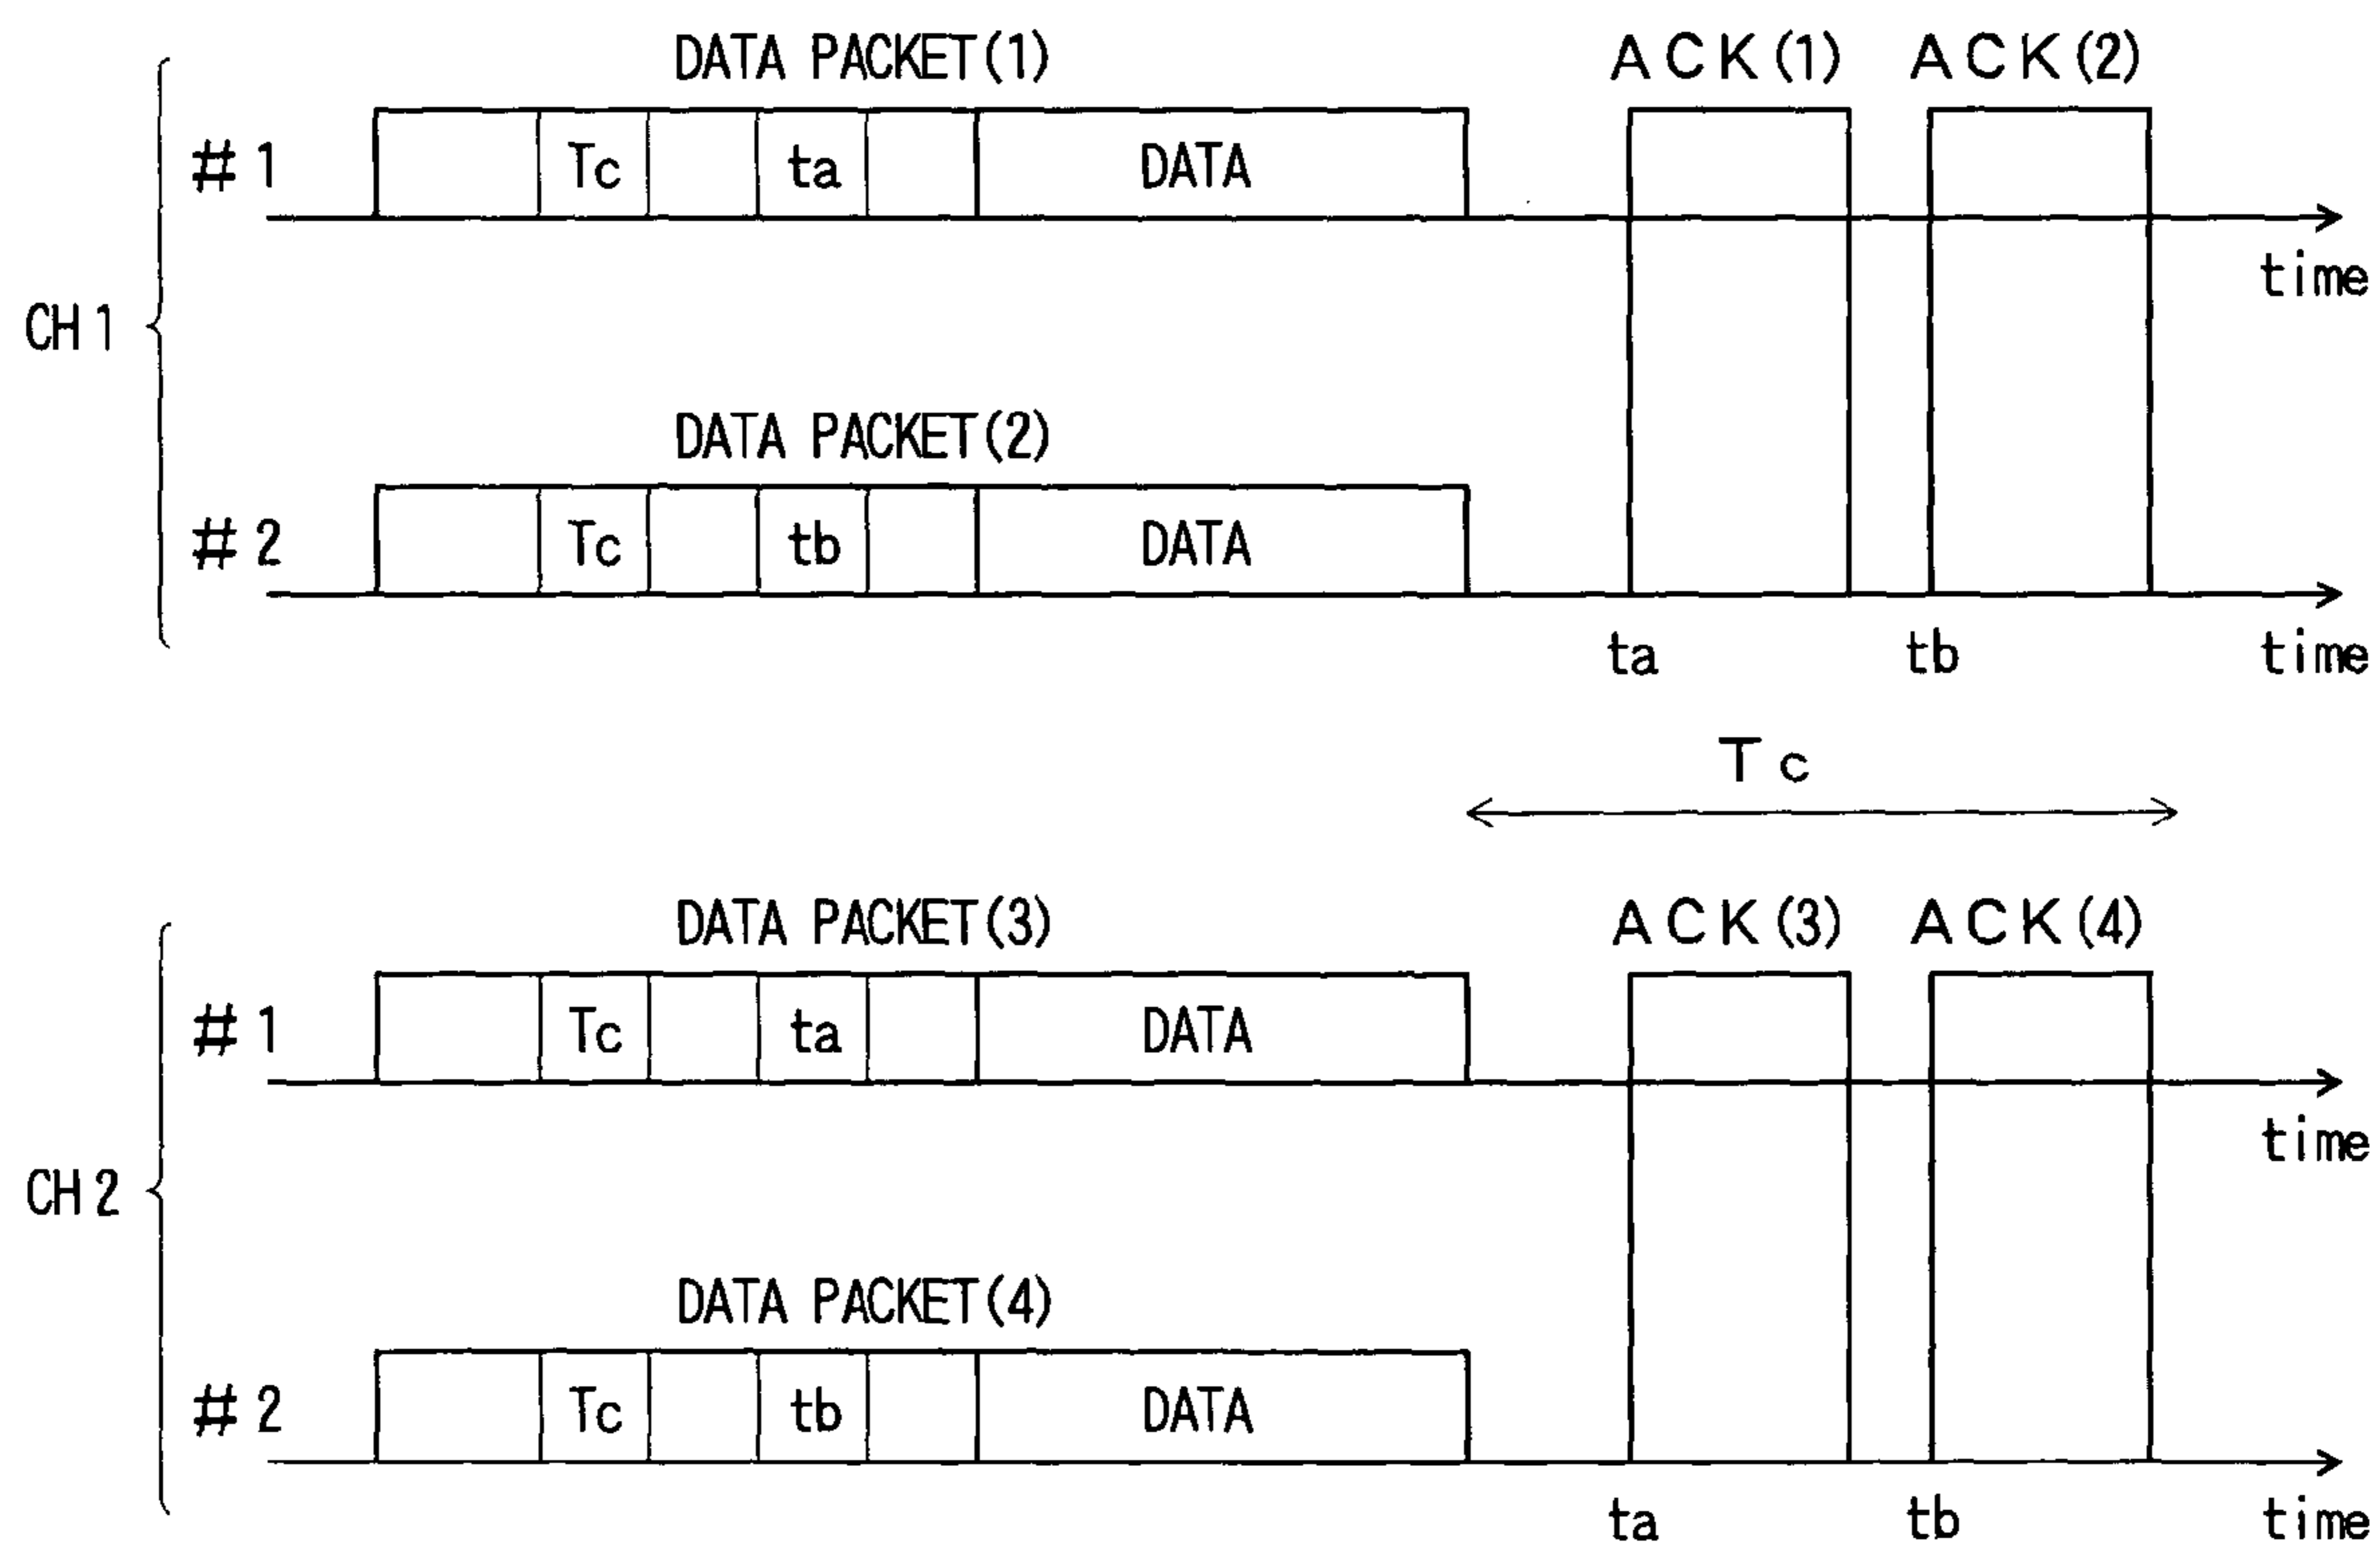 DATA PACKET(1) ACK(1) ACK(2)
#1 Tc ta DATA
time
CH1
DATA PACKET(2)
#2 Tc tb DATA
ta tb time
Tc
DATA PACKET(3) ACK(3) ACK(4)
#1 Tc ta DATA
time
CH2
DATA PACKET(4)
#2 Tc tb DATA
ta tb time